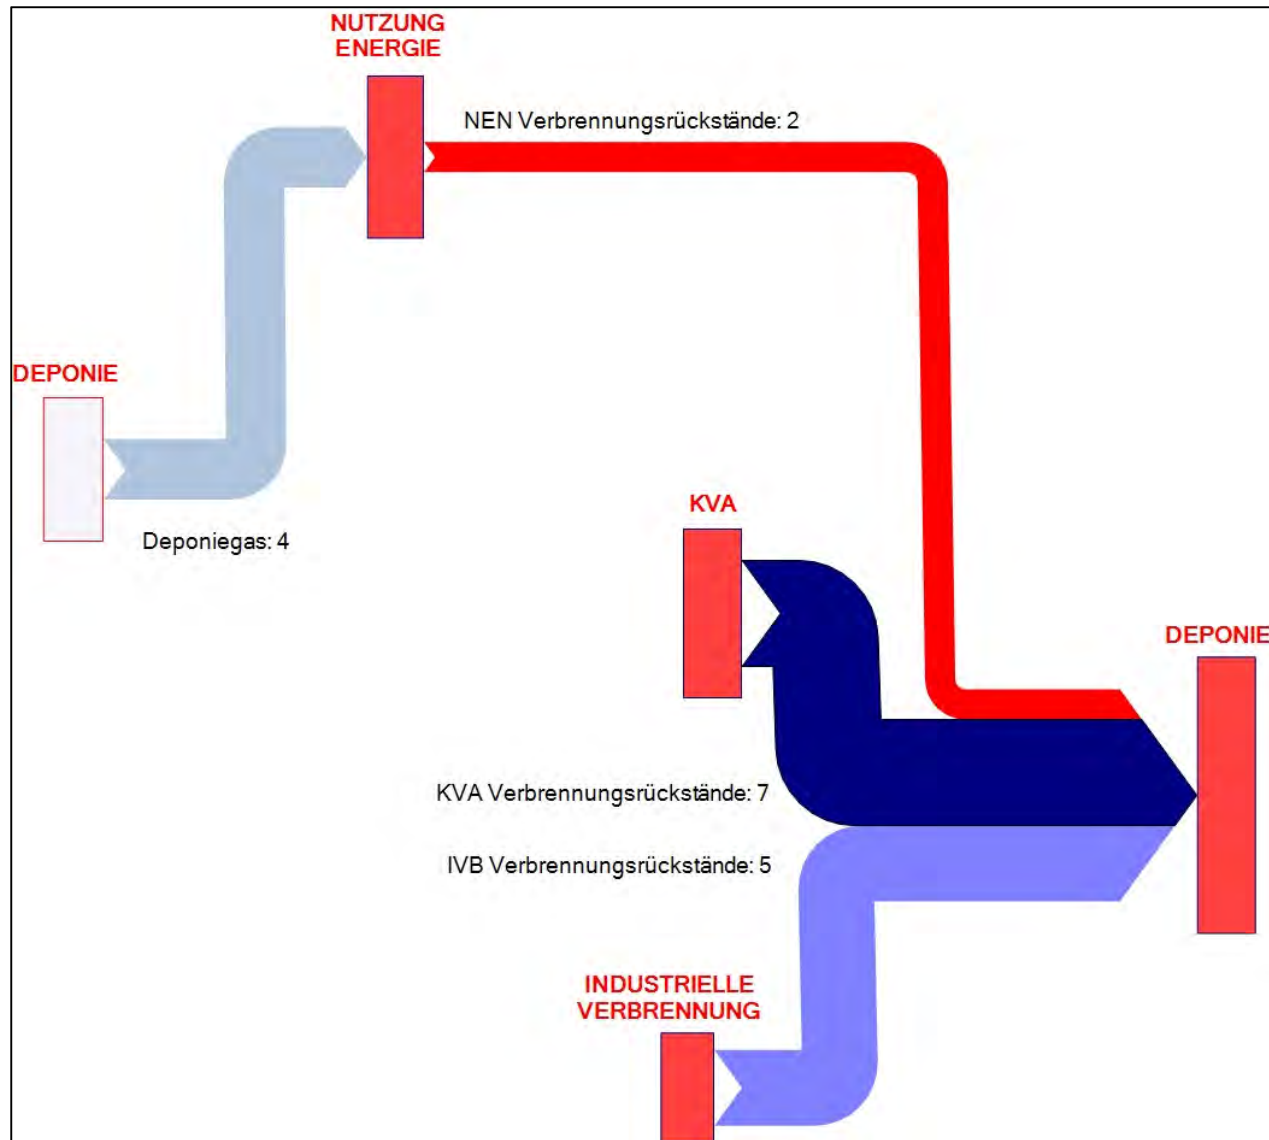 NUTZUNG
ENERGIE
NEN Verbrennungsrückstände: 2
DEPONIE
Deponiegas: 4
KVA
DEPONIE
KVA Verbrennungsrückstände: 7
IVB Verbrennungsrückstände: 5
INDUSTRIELLE
VERBRENNUNG